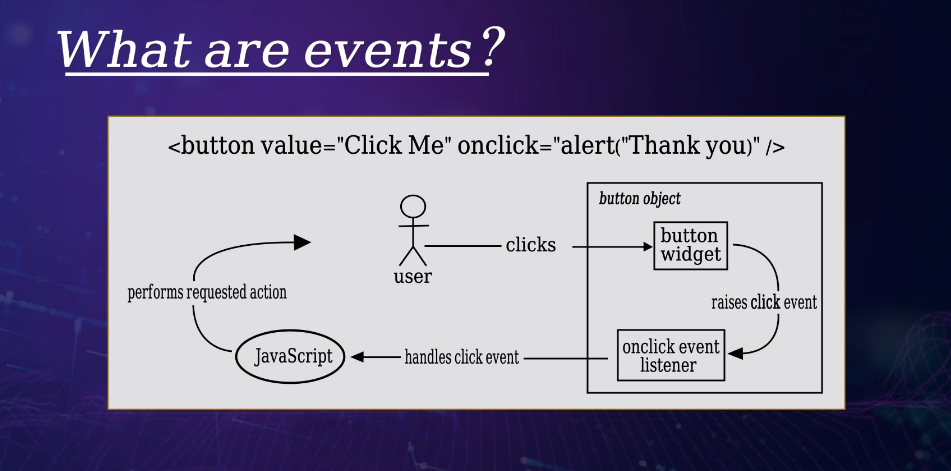 What are events?
<button value="Click Me" onclick="alert("Thank you)" />
button object
button
widget
clicks
user
raises click event
performs requested action
onclick event
listener
handles click event
JavaScript